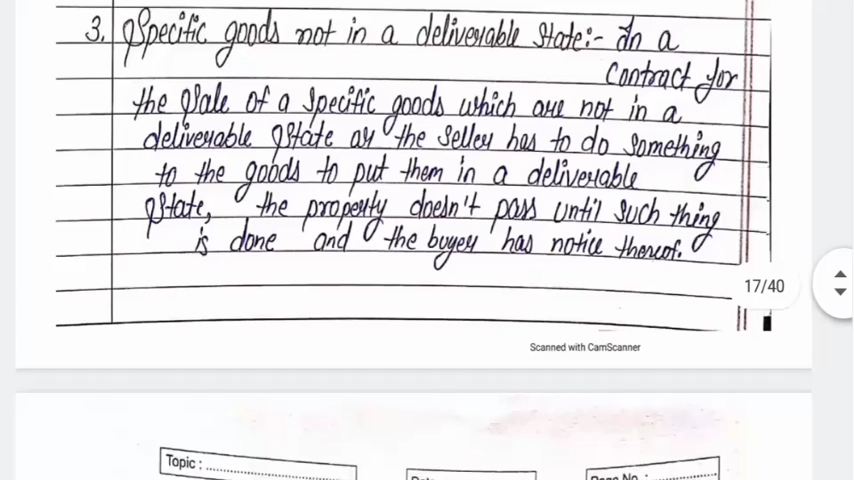 3. Specific goods not in a deliverable state:- In a
contract for
the sale of a specific goods which are not in a
deliverable state or the seller has to do something
to the goods to put them in a deliverable
state, the property doesn't pass until such thing
is done and the buyer has notice thereof.
17/40
Scanned with CamScanner
Topic :
Page No :